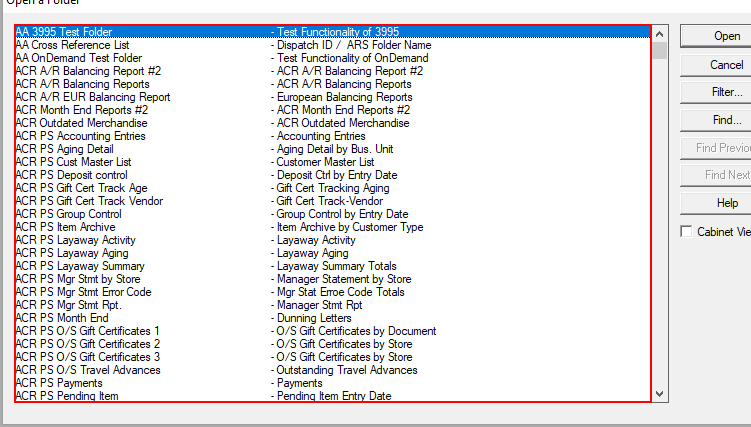 Open a Folder
AA 3995 Test Folder - Test Functionality of 3995
AA Cross Reference List - Dispatch ID / ARS Folder Name
AA OnDemand Test Folder - Test Functionality of OnDemand
ACR A/R Balancing Report #2 - ACR A/R Balancing Report #2
ACR A/R Balancing Reports - ACR A/R Balancing Reports
ACR A/R EUR Balancing Report - European Balancing Reports
ACR Month End Reports #2 - ACR Month End Reports #2
ACR Outdated Merchandise - ACR Outdated Merchandise
ACR PS Accounting Entries - Accounting Entries
ACR PS Aging Detail - Aging Detail by Bus. Unit
ACR PS Cust Master List - Customer Master List
ACR PS Deposit control - Deposit Ctrl by Entry Date
ACR PS Gift Cert Track Age - Gift Cert Tracking Aging
ACR PS Gift Cert Track Vendor - Gift Cert Track-Vendor
ACR PS Group Control - Group Control by Entry Date
ACR PS Item Archive - Item Archive by Customer Type
ACR PS Layaway Activity - Layaway Activity
ACR PS Layaway Aging - Layaway Aging
ACR PS Layaway Summary - Layaway Summary Totals
ACR PS Mgr Stmt by Store - Manager Statement by Store
ACR PS Mgr Stmt Error Code - Mgr Stat Erroe Code Totals
ACR PS Mgr Stmt Rpt. - Manager Stmt Rpt
ACR PS Month End - Dunning Letters
ACR PS O/S Gift Certificates 1 - O/S Gift Certificates by Document
ACR PS O/S Gift Certificates 2 - O/S Gift Certificates by Store
ACR PS O/S Gift Certificates 3 - O/S Gift Certificates by Store
ACR PS O/S Travel Advances - Outstanding Travel Advances
ACR PS Payments - Payments
ACR PS Pending Item - Pending Item Entry Date
Open
Cancel
Filter...
Find...
Find Previou
Find Next
Help
Cabinet Vie